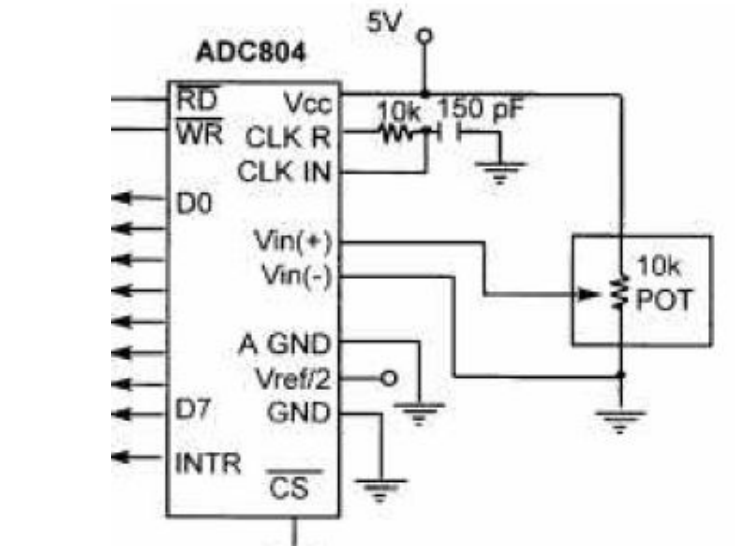 5V
ADC804
RD
Vcc
10k
150 pF
WR
CLK R
CLK IN
D0
Vin(+)
Vin(-)
10k
POT
A GND
Vref/2
D7
GND
INTR
CS